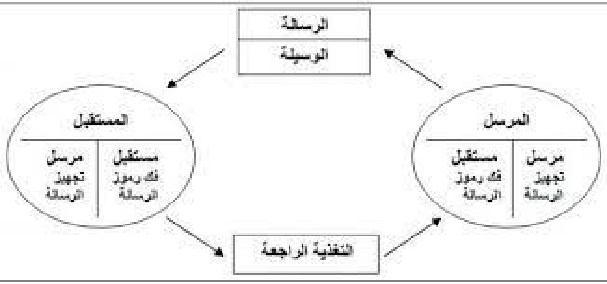 الرسالة
الوسيلة
المرسل
مرسل
تجهيز
الرسالة
مستقبل
فك رموز
الرسالة
المستقبل
مستقبل
فك رموز
الرسالة
مرسل
تجهيز
الرسالة
التغذية الراجعة